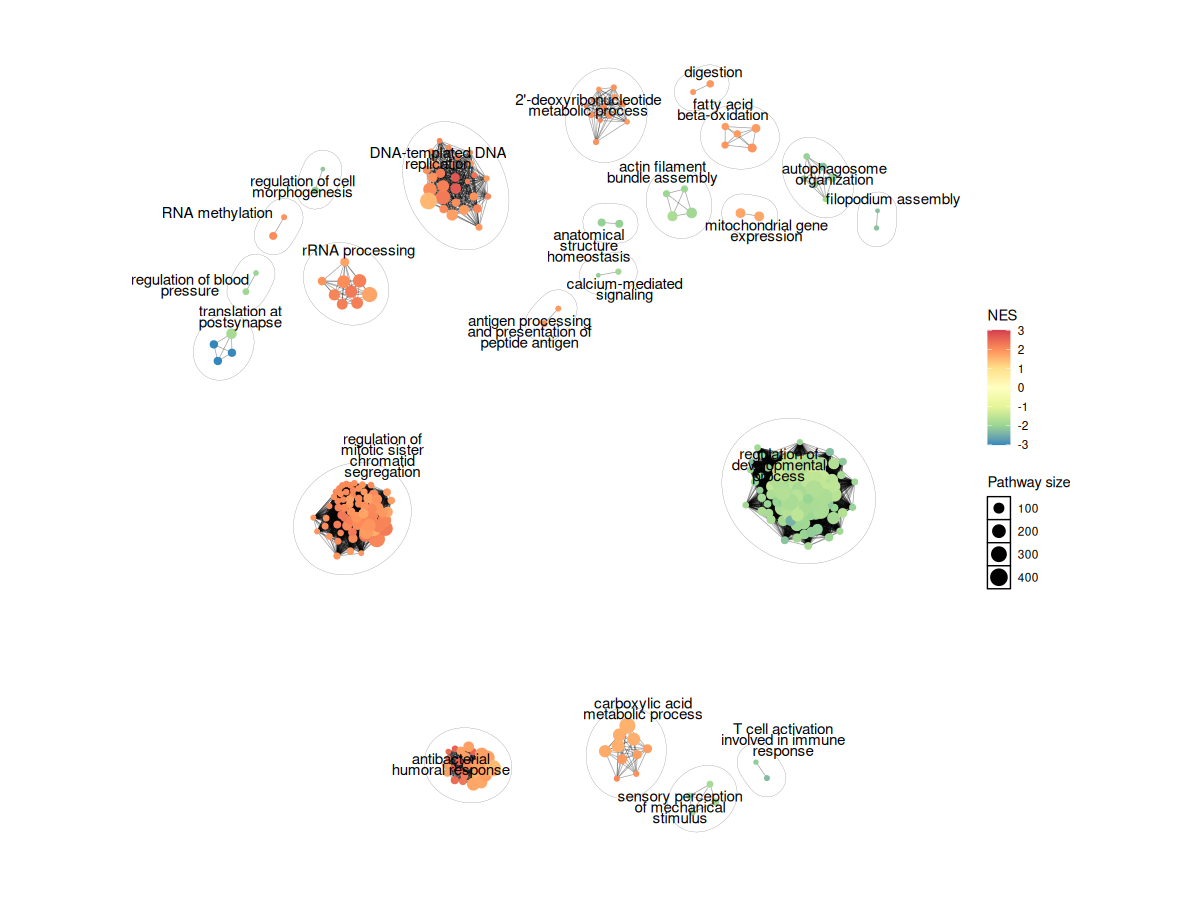 digestion
2'-deoxyribonucleotide
metabolic process
fatty acid
beta-oxidation
DNA-templated DNA
replication
actin filament
bundle assembly
autophagosome
organization
regulation of cell
morphogenesis
filopodium assembly
RNA methylation
mitochondrial gene
expression
anatomical
structure
homeostasis
rRNA processing
regulation of blood
pressure
calcium-mediated
signaling
translation at
postsynapse
antigen processing
and presentation of
peptide antigen
NES
3
2
1
0
-1
-2
-3
regulation of
mitotic sister
chromatid
segregation
regulation of
developmental
process
Pathway size
100
200
300
400
carboxylic acid
metabolic process
T cell activation
involved in immune
response
antibacterial
humoral response
sensory perception
of mechanical
stimulus